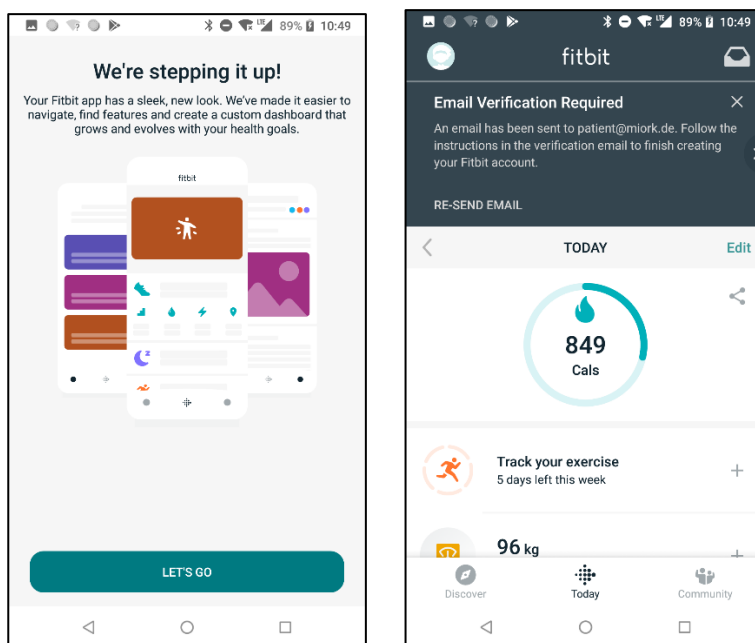 LTE 89% 10:49
We're stepping it up!
Your Fitbit app has a sleek, new look. We've made it easier to
navigate, find features and create a custom dashboard that
grows and evolves with your health goals.
fitbit
LET'S GO
LTE 89% 10:49
fitbit
Email Verification Required
An email has been sent to patient@miork.de. Follow the
instructions in the verification email to finish creating
your Fitbit account.
RE-SEND EMAIL
TODAY Edit
849
Cals
Track your exercise
5 days left this week
96 kg
Discover Today Community